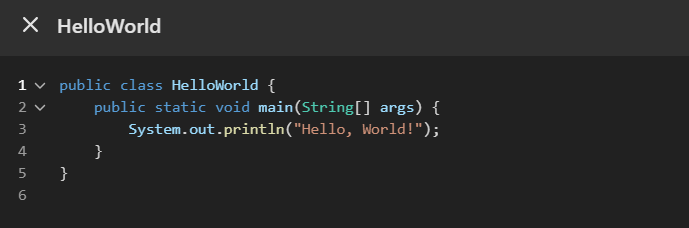 HelloWorld
1 public class HelloWorld {
2     public static void main(String[] args) {
3         System.out.println("Hello, World!");
4     }
5 }
6